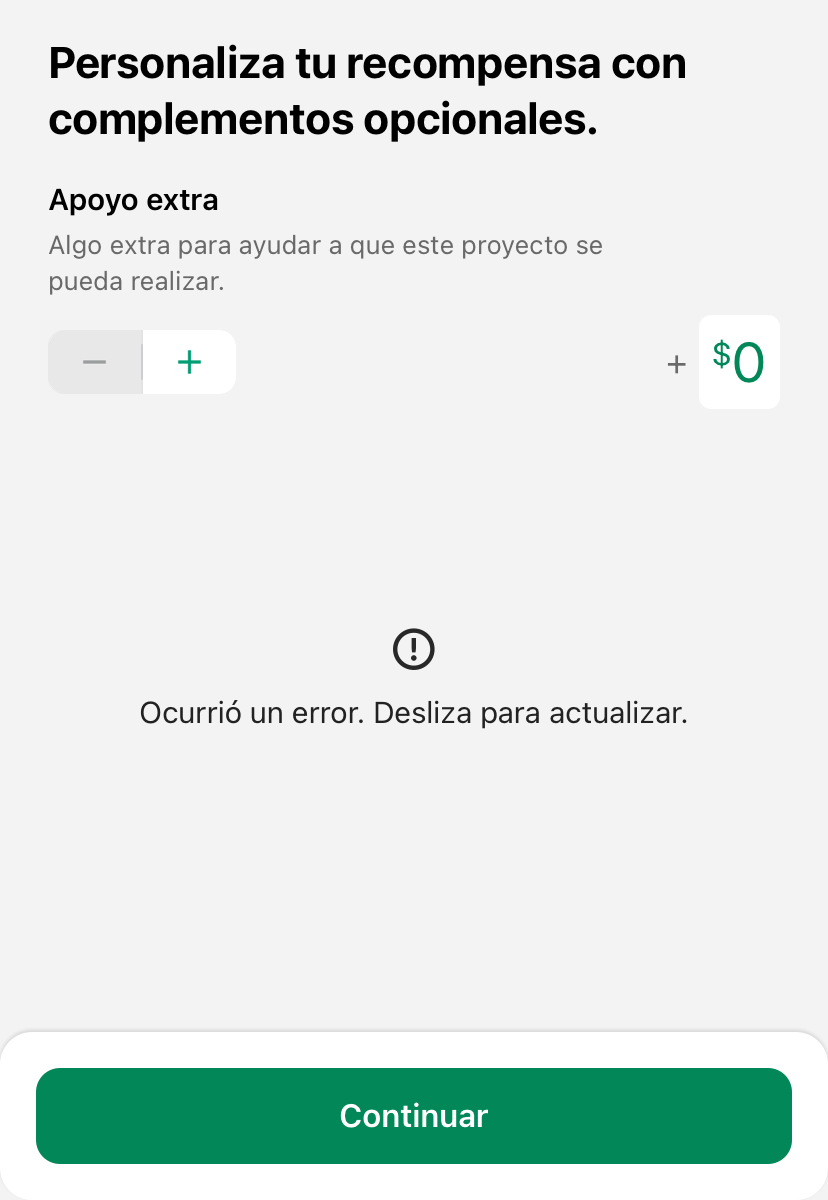 Personaliza tu recompensa con
complementos opcionales.
Apoyo extra
Algo extra para ayudar a que este proyecto se
pueda realizar.
− + + $0
Ocurrió un error. Desliza para actualizar.
Continuar